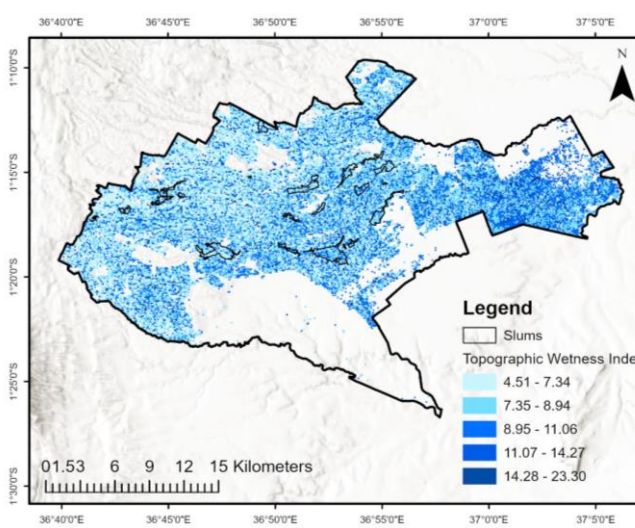 36°40'0"E 36°45'0"E 36°50'0"E 36°55'0"E 37°0'0"E 37°5'0"E
N
1°10'0"S
1°15'0"S
1°20'0"S
1°25'0"S
1°30'0"S
Legend
Slums
Topographic Wetness Inde
4.51 - 7.34
7.35 - 8.94
8.95 - 11.06
11.07 - 14.27
14.28 - 23.30
01.53 6 9 12 15 Kilometers
36°40'0"E 36°45'0"E 36°50'0"E 36°55'0"E 37°0'0"E 37°5'0"E